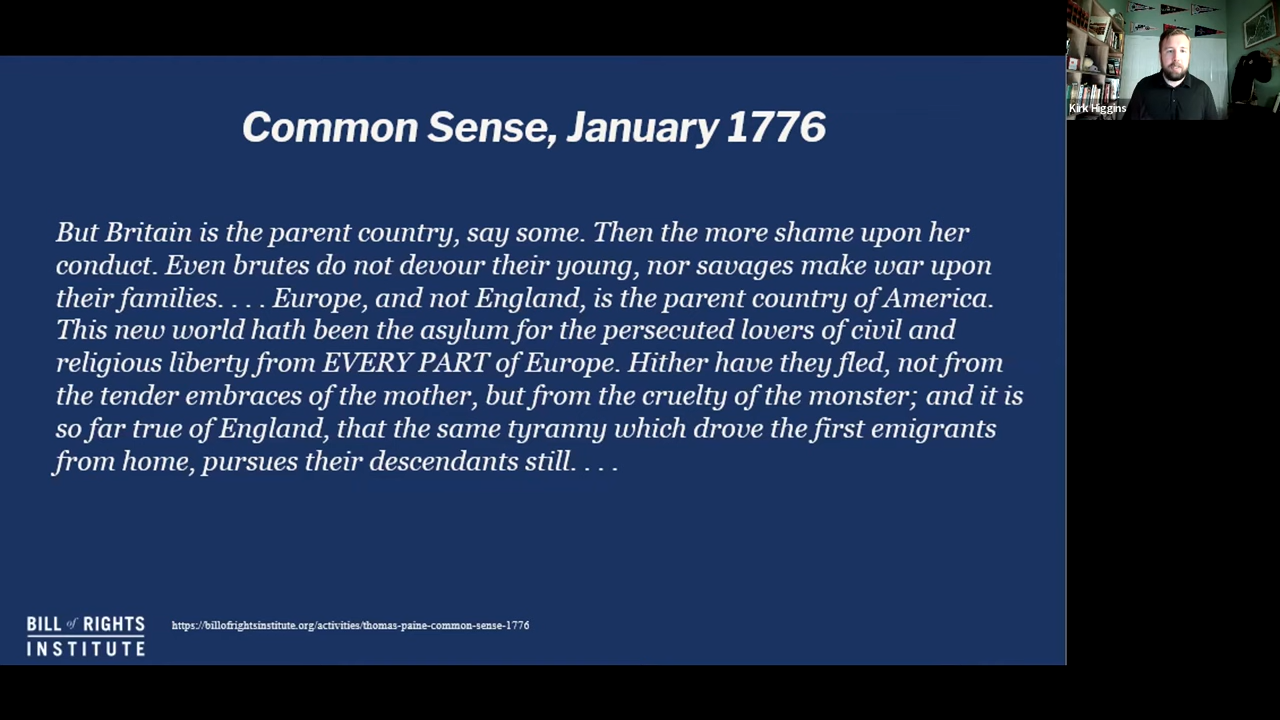 Common Sense, January 1776
But Britain is the parent country, say some. Then the more shame upon her
conduct. Even brutes do not devour their young, nor savages make war upon
their families. . . . Europe, and not England, is the parent country of America.
This new world hath been the asylum for the persecuted lovers of civil and
religious liberty from EVERY PART of Europe. Hither have they fled, not from
the tender embraces of the mother, but from the cruelty of the monster; and it is
so far true of England, that the same tyranny which drove the first emigrants
from home, pursues their descendants still. . . .
BILL of RIGHTS
INSTITUTE
https://billofrightsinstitute.org/activities/thomas-paine-common-sense-1776
Kirk Higgins